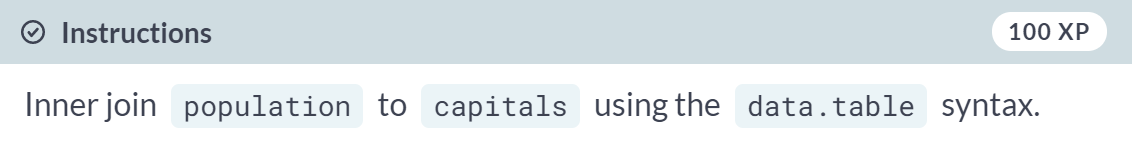 Instructions 100 XP
Inner join population to capitals using the data.table syntax.